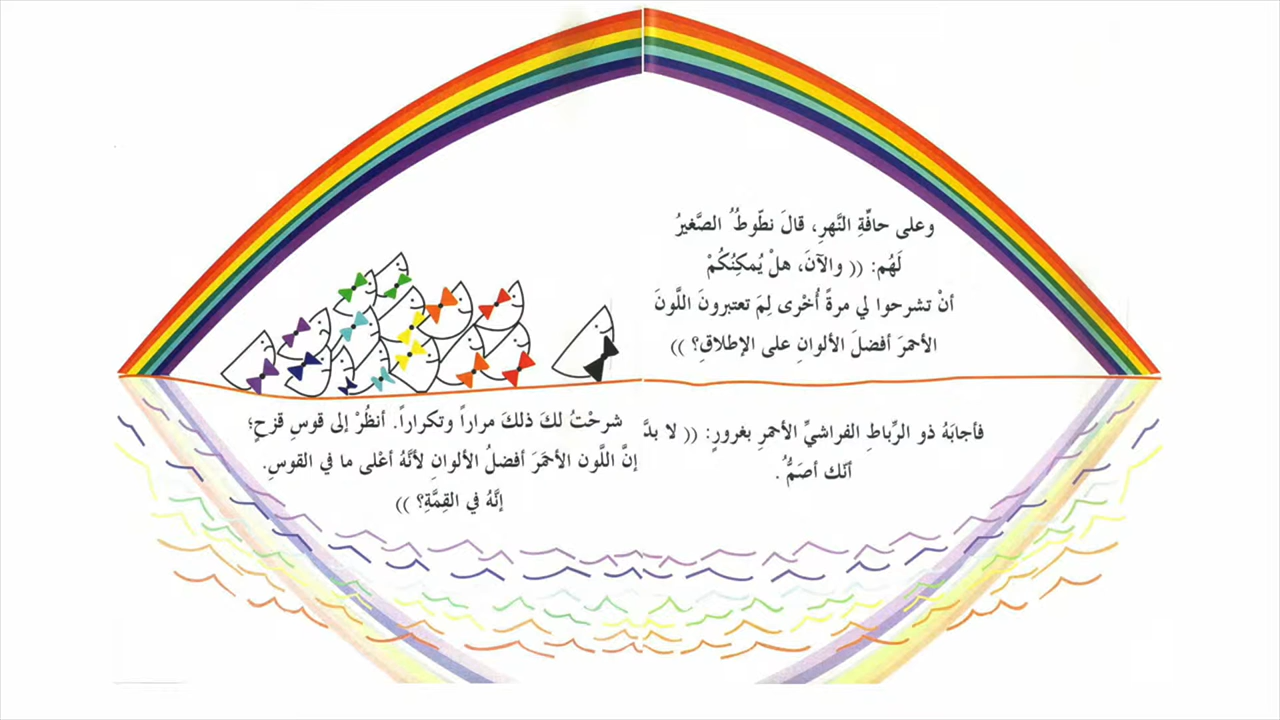 وعلى حافِّةِ النَّهرِ، قالَ نطّوطُ ُ الصَّغيرُ
لَهُم: (( والآنَ، هلْ يُمكِنُكُمْ
أنْ تشرحوا لي مرةً أُخْرى لِمَ تعتبرونَ اللَّونَ
الأحمرَ أفضلَ الألوانِ على الإطلاقِ؟ ))
فأجابَهُ ذو الرِّباطِ الفراشيِّ الأحمرِ بغرورٍ: (( لا بدَّ
أنّك أصَمُّ ُ .
شرحْتُ لكَ ذلكَ مراراً وتكراراً. أنظُرْ إلى قوسِ قزحٍ؛
إنَّ اللَّون الأحمَرَ أفضلُ الألوانِ لأنَّهُ أعْلى ما في القوسِ.
إنَّهُ في القِمَّةِ؟ ))